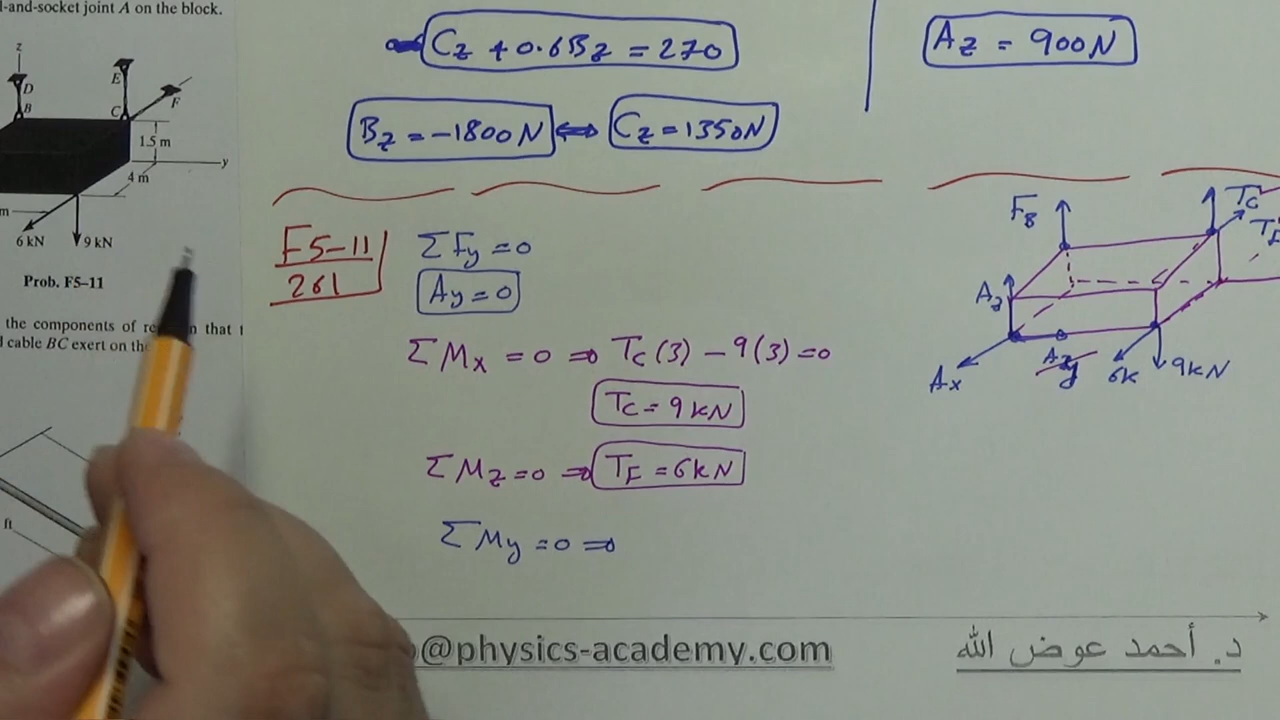 l-and-socket joint A on the block.
z
D
B
E
C
F
1.5 m
y
4 m
m
6 kN
9 kN
Prob. F5–11
the components of that
cable BC exert on
ft
Cz + 0.6Bz = 270
Bz = -1800N ⇔ Cz = 1350N
Az = 900N
F5-11
261
ΣFy = 0
Ay = 0
ΣMx = 0 ⇒ Tc(3) - 9(3) = 0
Tc = 9kN
ΣMz = 0 ⇒ TF = 6kN
ΣMy = 0 ⇒
FB
Tc
Az
Ax
6k
9kN
@physics-academy.com
د. أحمد عوض الله